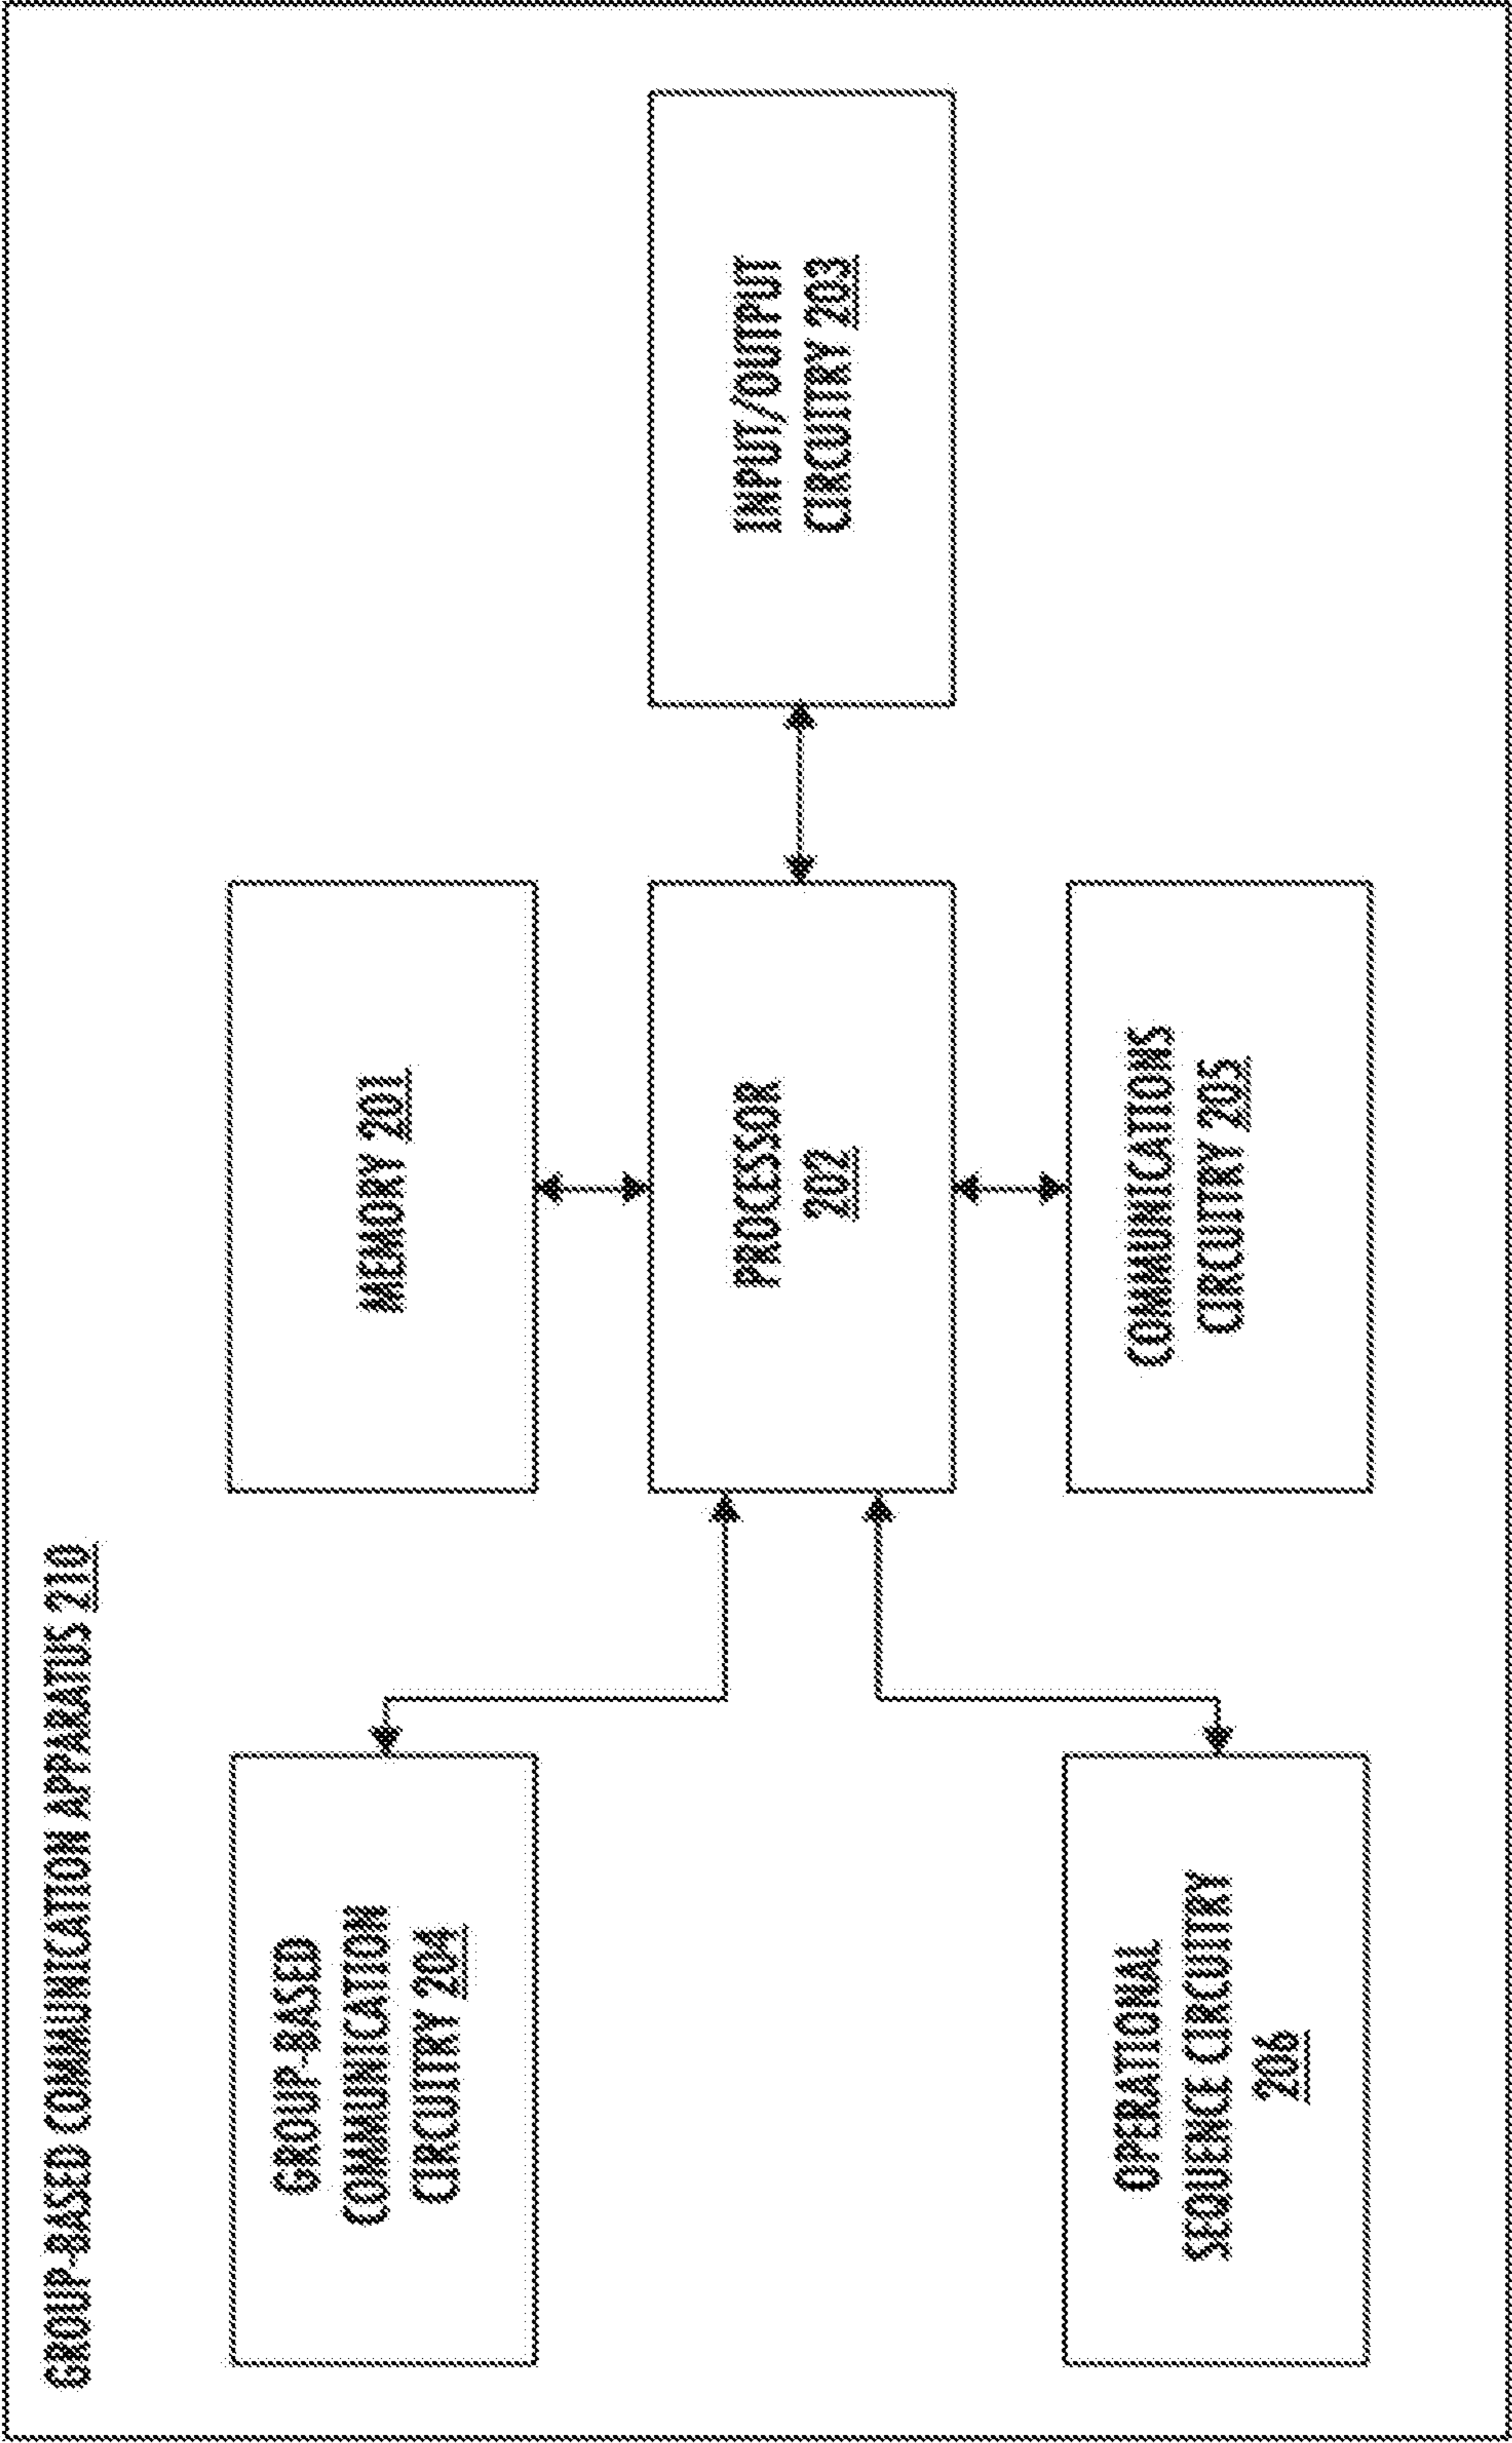 GROUP-BASED COMMUNICATION APPARATUS 210
GROUP-BASED
COMMUNICATION
CIRCUITRY 204
MEMORY 201
PROCESSOR
202
INPUT/OUTPUT
CIRCUITRY 203
OPERATIONAL
SEQUENCE CIRCUITRY
206
COMMUNICATIONS
CIRCUITRY 205